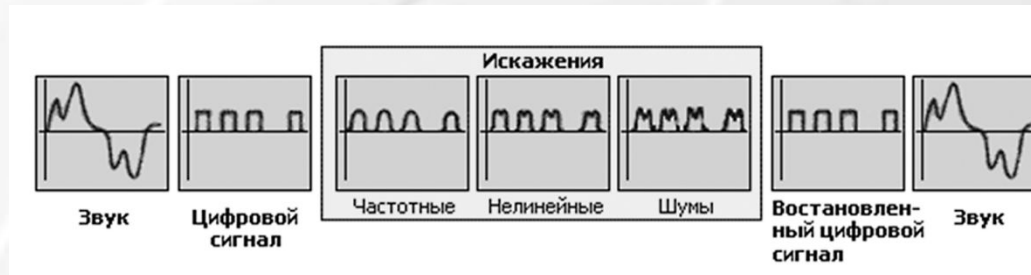 Искажения
Звук
Цифровой
сигнал
Частотные
Нелинейные
Шумы
Востановлен-
ный цифровой
сигнал
Звук